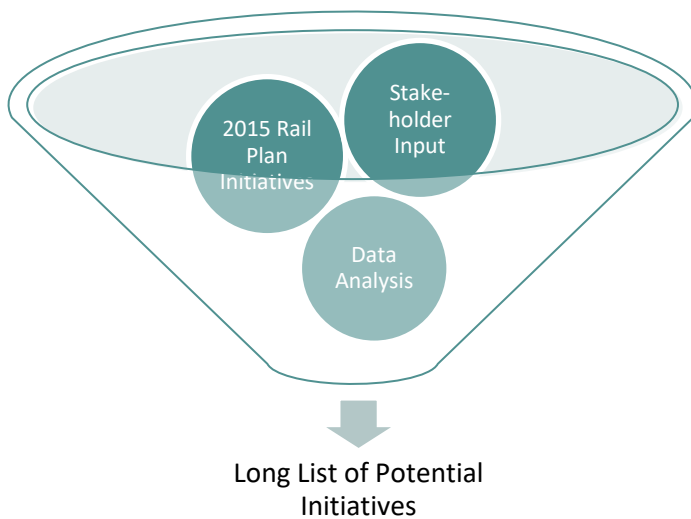 2015 Rail
Plan
Initiatives
Stake-
holder
Input
Data
Analysis
Long List of Potential
Initiatives